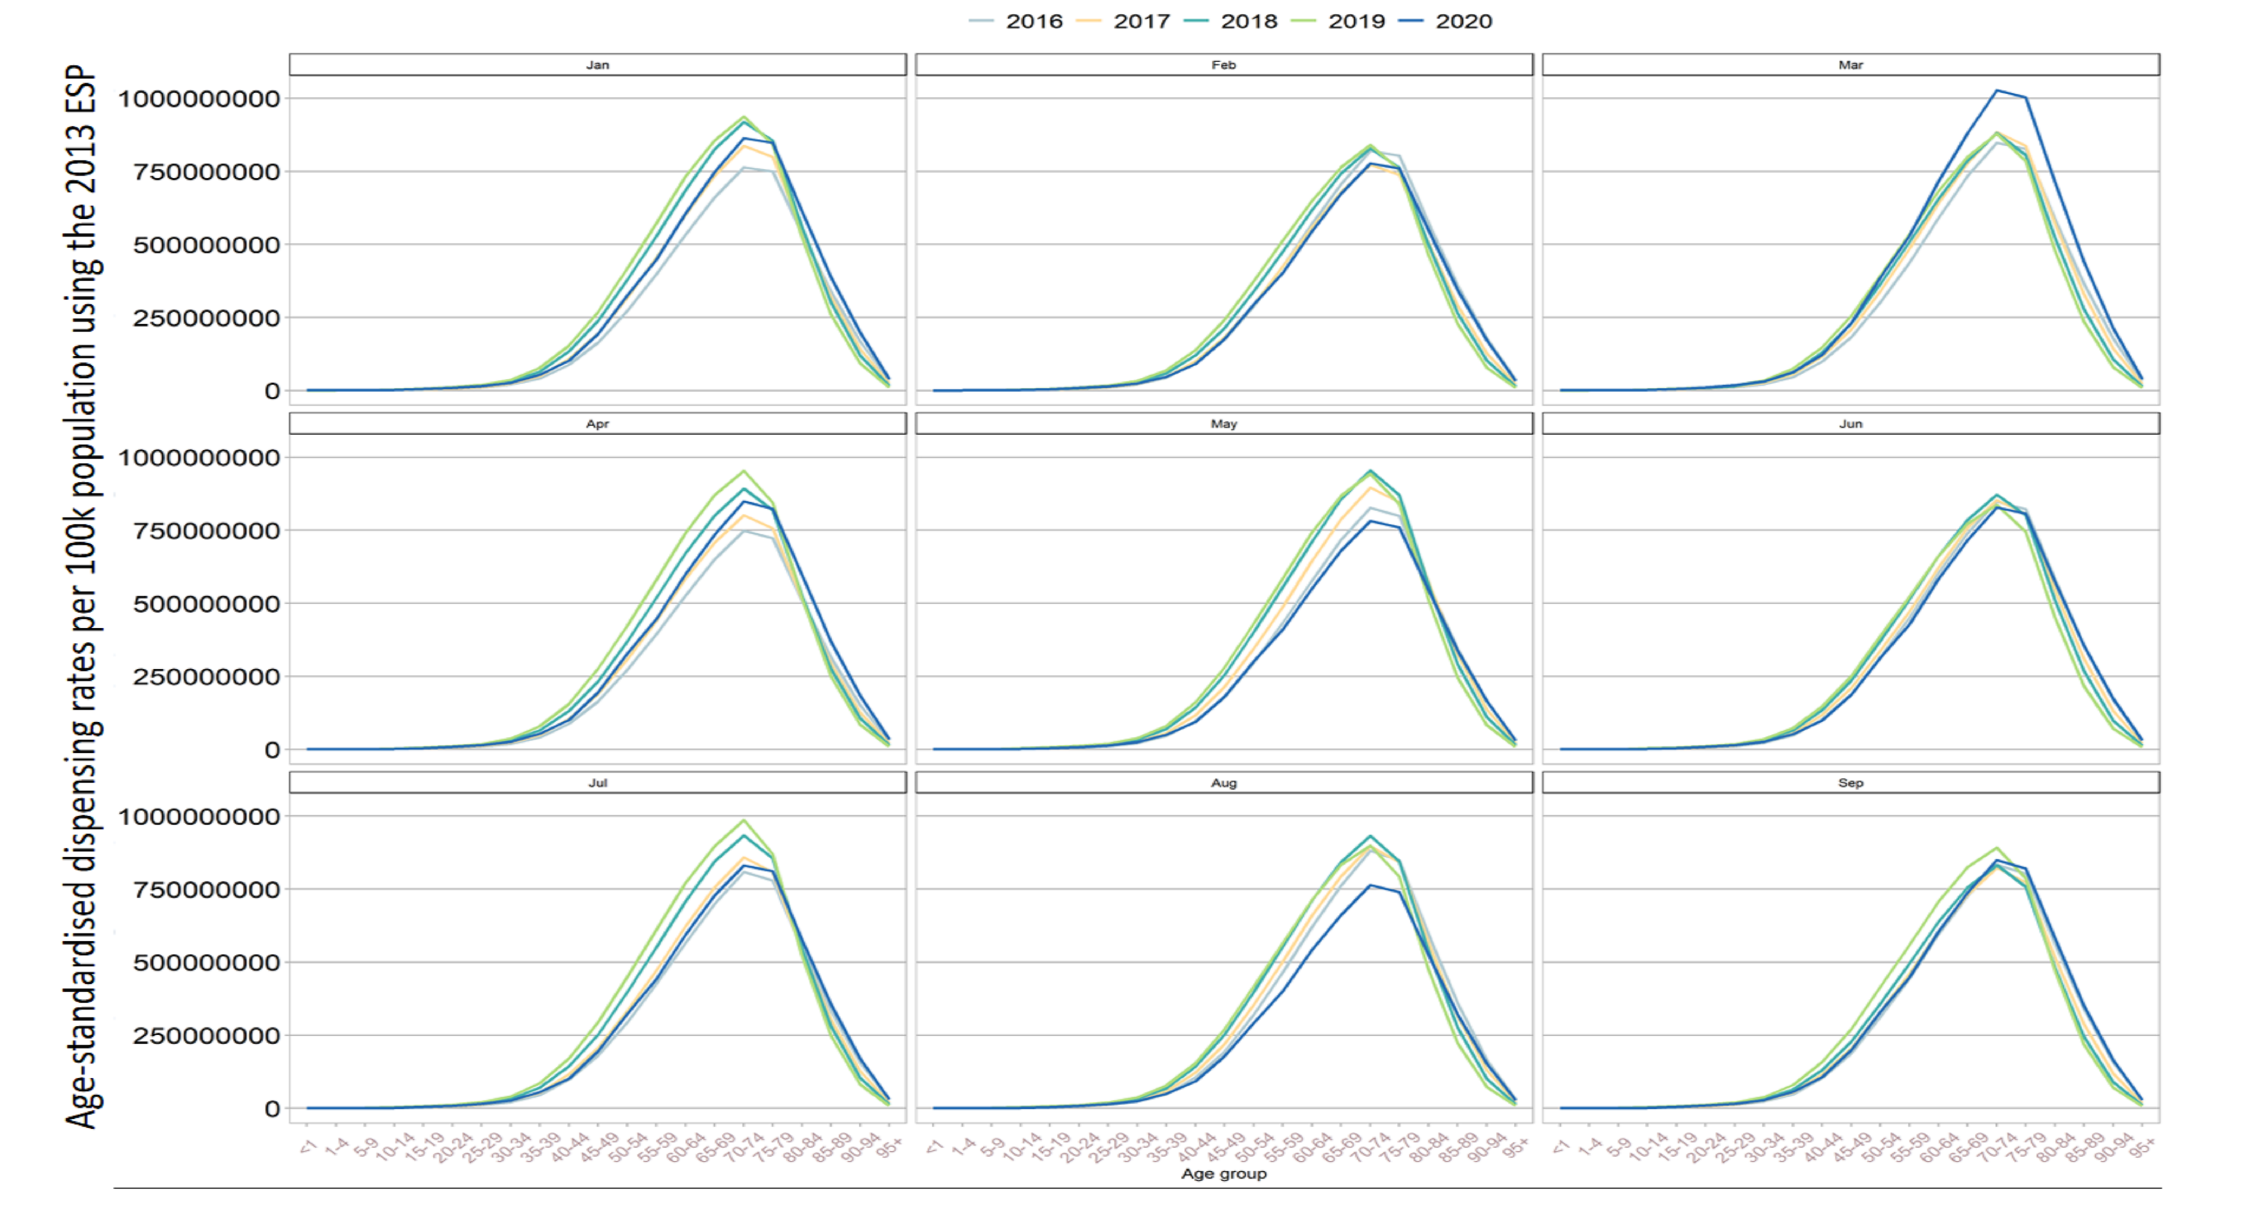 2016 2017 2018 2019 2020
Age-standardised dispensing rates per 100k population using the 2013 ESP
Jan Feb Mar
1000000000
750000000
500000000
250000000
0
Apr May Jun
1000000000
750000000
500000000
250000000
0
Jul Aug Sep
1000000000
750000000
500000000
250000000
0
<1 1-4 5-9 10-14 15-19 20-24 25-29 30-34 35-39 40-44 45-49 50-54 55-59 60-64 65-69 70-74 75-79 80-84 85-89 90-94 95+ <1 1-4 5-9 10-14 15-19 20-24 25-29 30-34 35-39 40-44 45-49 50-54 55-59 60-64 65-69 70-74 75-79 80-84 85-89 90-94 95+ <1 1-4 5-9 10-14 15-19 20-24 25-29 30-34 35-39 40-44 45-49 50-54 55-59 60-64 65-69 70-74 75-79 80-84 85-89 90-94 95+
Age group